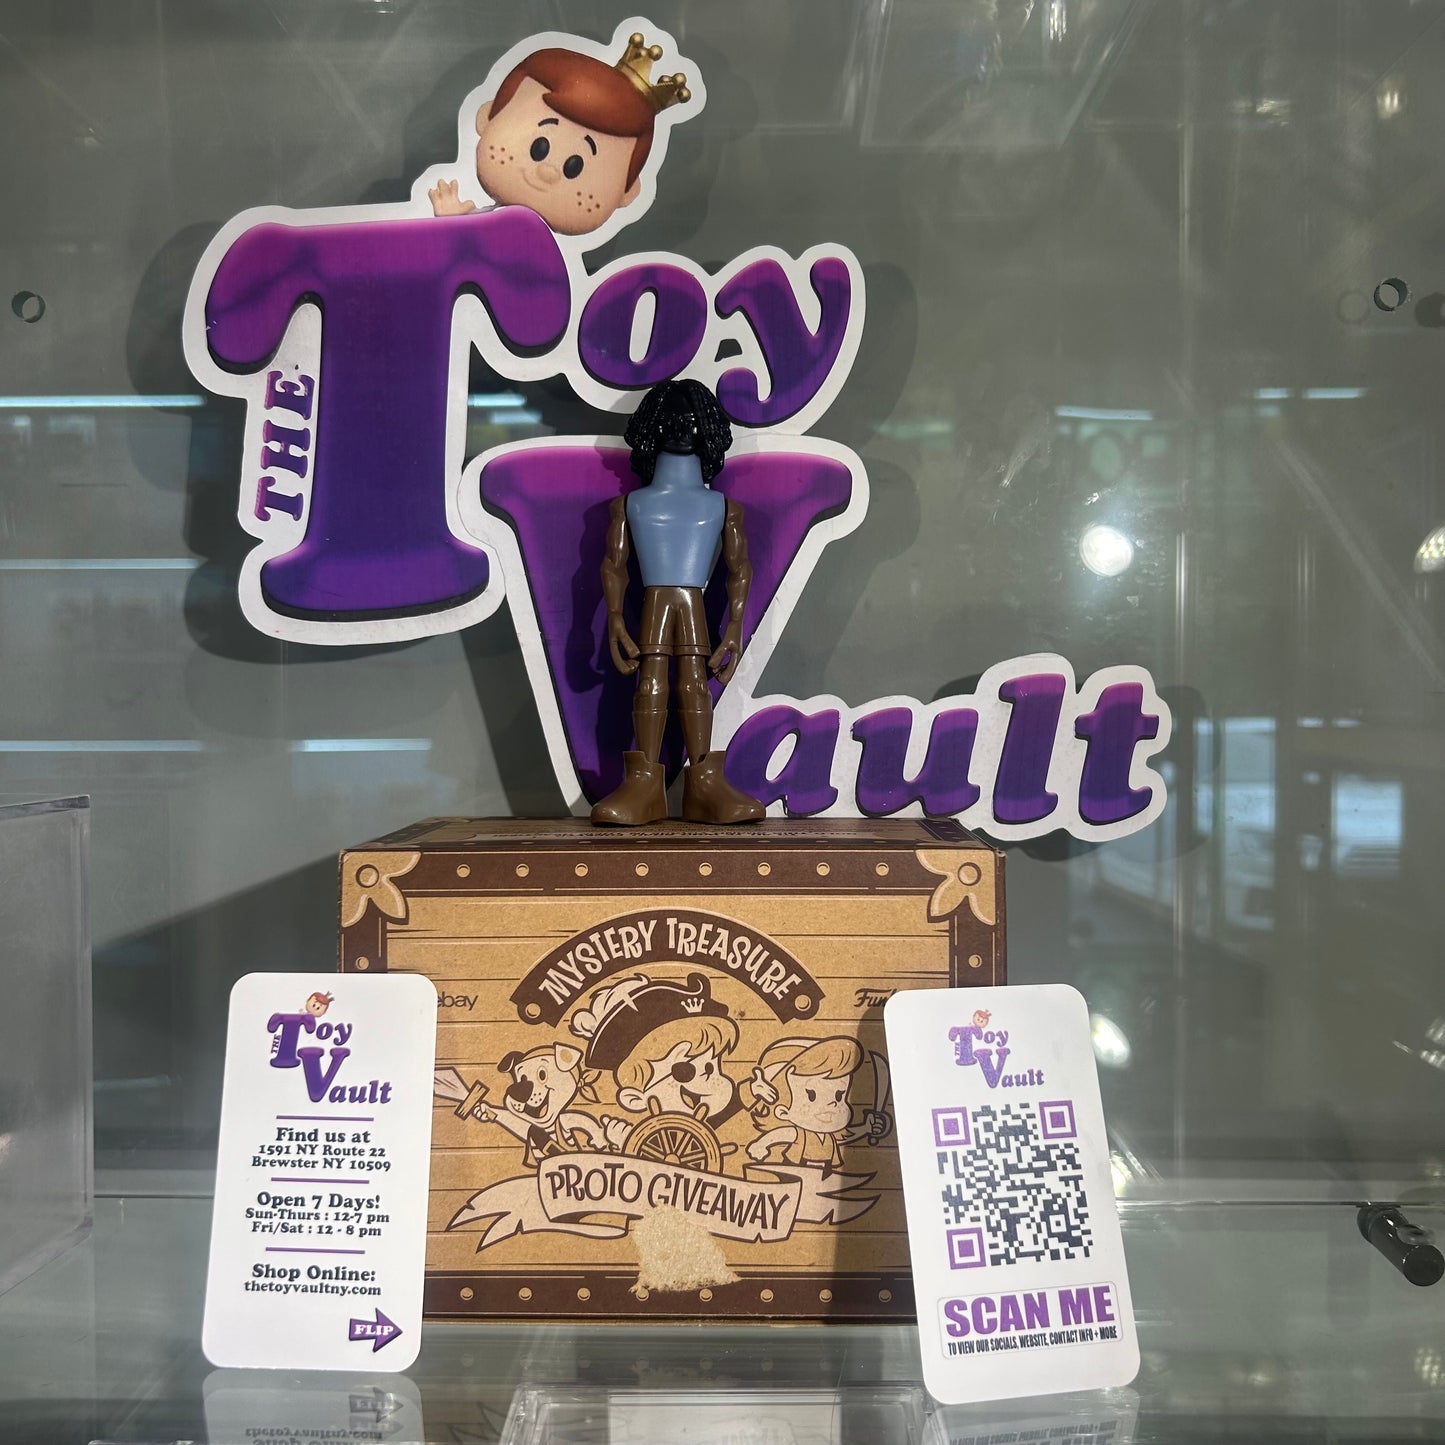 THE
Toy
Vault
MYSTERY TREASURE
ebay
Fun
PROTO GIVEAWAY
THE
Toy
Vault
Find us at
1591 NY Route 22
Brewster NY 10509
Open 7 Days!
Sun-Thurs : 12-7 pm
Fri/Sat : 12 - 8 pm
Shop Online:
thetoyvaultny.com
FLIP
THE
Toy
Vault
SCAN ME
TO VIEW OUR SOCIALS, WEBSITE, CONTACT INFO + MORE